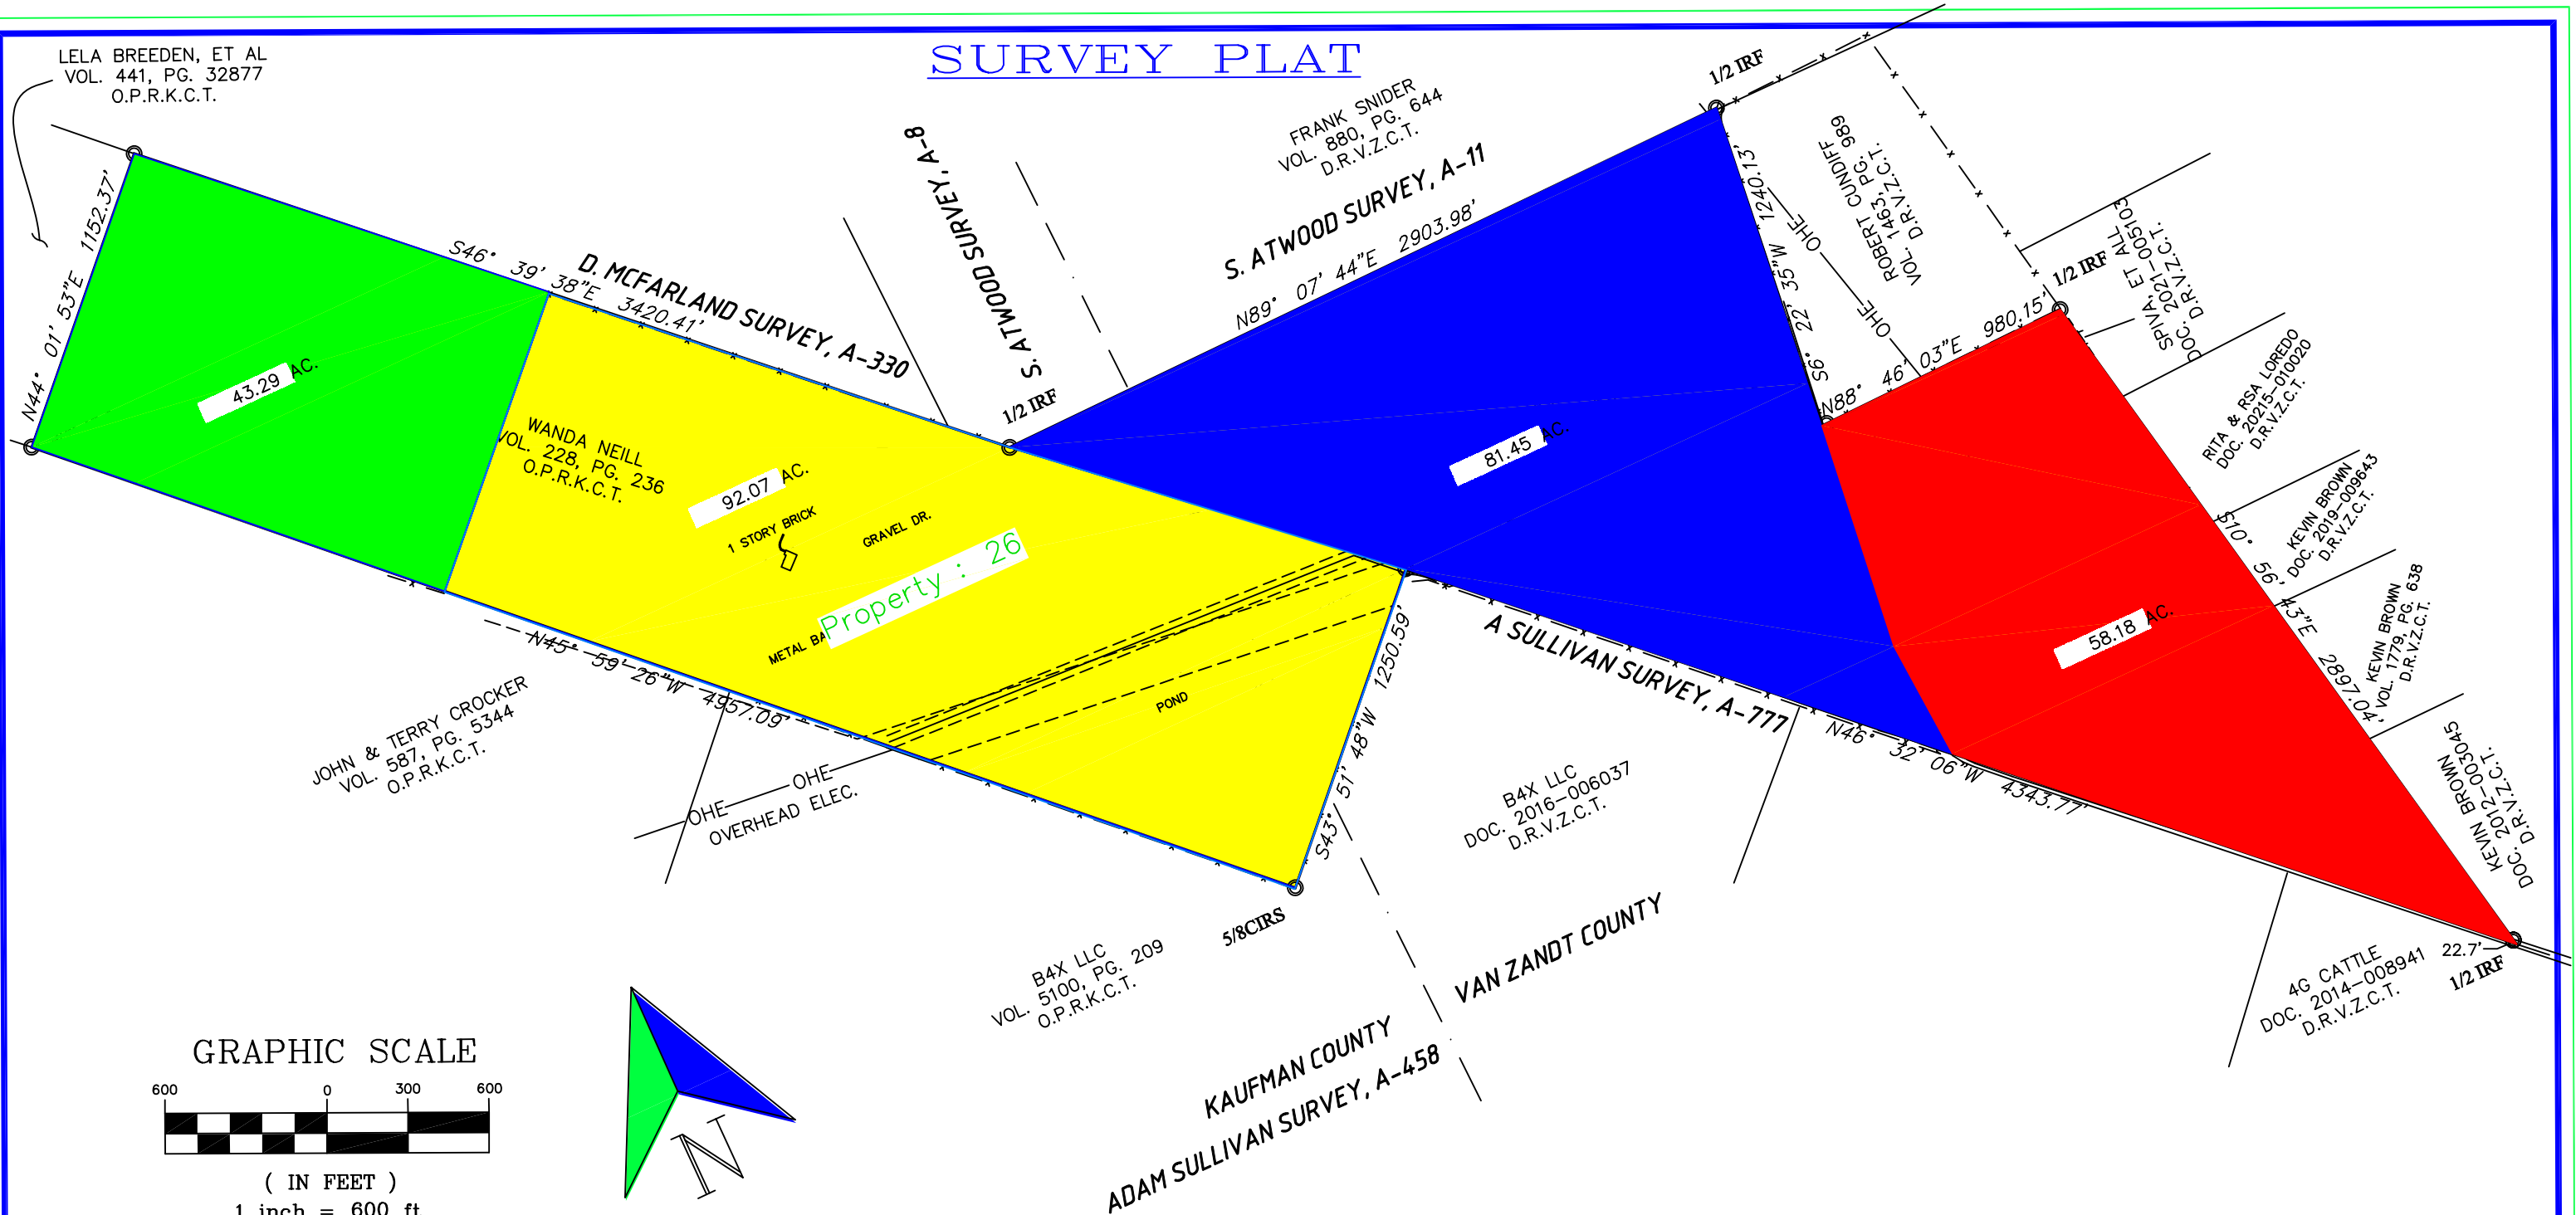 SURVEY PLAT
LELA BREEDEN, ET AL
VOL. 441, PG. 32877
O.P.R.K.C.T.
N44° 01' 53"E 1152.37'
43.29 AC.
S46° 39' 38"E 3420.41'
D. MCFARLAND SURVEY, A-330
S. ATWOOD SURVEY, A-8
1/2 IRF
FRANK SNIDER
VOL. 880, PG. 644
D.R.V.Z.C.T.
S. ATWOOD SURVEY, A-11
N89° 07' 44"E 2903.98'
1/2 IRF
S6° 22' 35"W 1240.13'
OHE
OHE
ROBERT CUNDIFF
VOL. 1463, PG. 989
D.R.V.Z.C.T.
N88° 46' 03"E 980.15'
1/2 IRF
SPIVA, ET ALL
DOC. 2021-005103
D.R.V.Z.C.T.
RITA & RSA LOREDO
DOC. 20215-010020
D.R.V.Z.C.T.
KEVIN BROWN
DOC. 2019-009643
D.R.V.Z.C.T.
KEVIN BROWN
VOL. 1779, PG. 638
D.R.V.Z.C.T.
KEVIN BROWN
DOC. 2012-003045
D.R.V.Z.C.T.
S10° 56' 43"E 2897.04'
WANDA NEILL
VOL. 228, PG. 236
O.P.R.K.C.T.
92.07 AC.
1 STORY BRICK
GRAVEL DR.
Property : 26
METAL BA
POND
81.45 AC.
58.18 AC.
N45° 59' 26"W 4957.09'
S43° 51' 48"W 1250.59'
A SULLIVAN SURVEY, A-777
N46° 32' 06"W 4343.77'
JOHN & TERRY CROCKER
VOL. 587, PG. 5344
O.P.R.K.C.T.
OHE
OHE
OVERHEAD ELEC.
B4X LLC
DOC. 2016-006037
D.R.V.Z.C.T.
5/8CIRS
B4X LLC
VOL. 5100, PG. 209
O.P.R.K.C.T.
VAN ZANDT COUNTY
KAUFMAN COUNTY
ADAM SULLIVAN SURVEY, A-458
22.7'
1/2 IRF
4G CATTLE
DOC. 2014-008941
D.R.V.Z.C.T.
GRAPHIC SCALE
600 0 300 600
( IN FEET )
1 inch = 600 ft
N